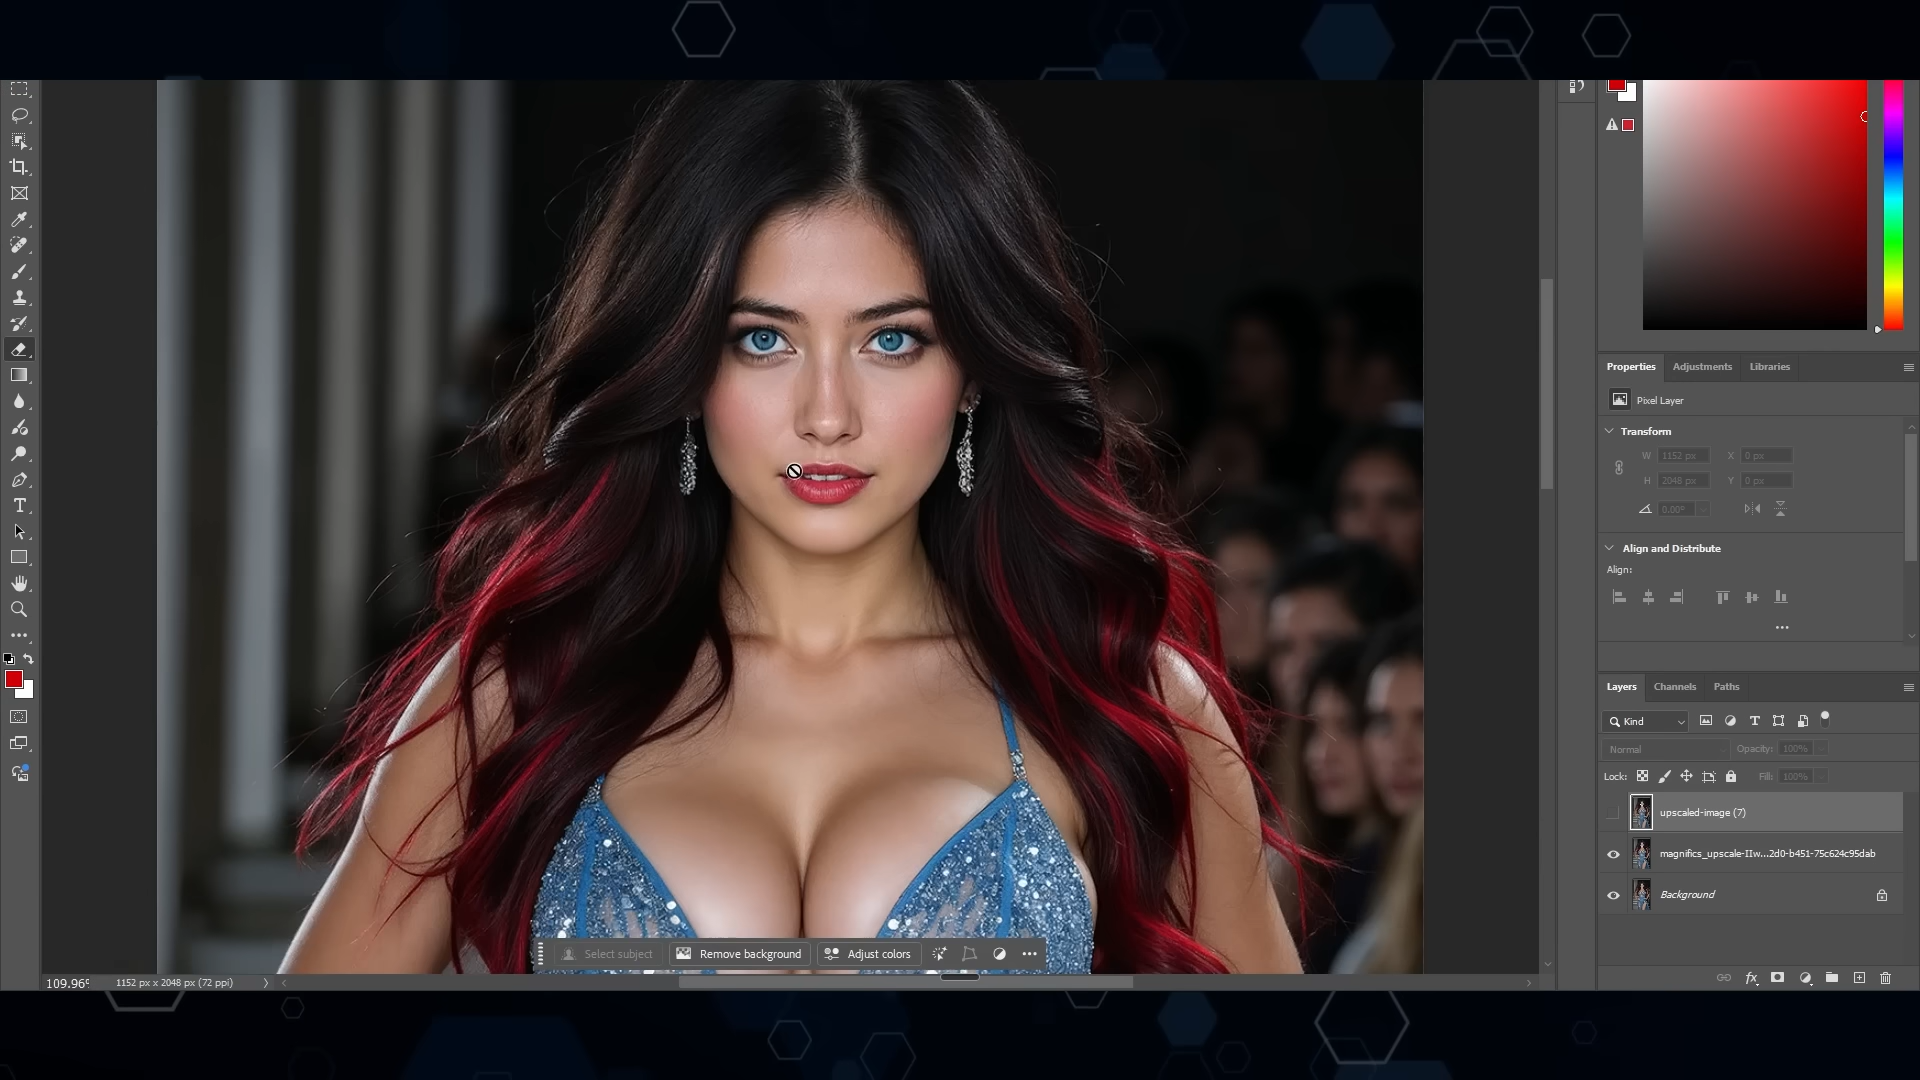 Properties Adjustments Libraries
Pixel Layer
Transform
W 1152 px X 0 px
H 2048 px Y 0 px
0.00°
Align and Distribute
Align:
Layers Channels Paths
Kind
Normal Opacity: 100%
Lock: Fill: 100%
upscaled-image (7)
magnifics_upscale-IIw...2d0-b451-75c624c95dab
Background
Select subject Remove background Adjust colors
109.96% 1152 px x 2048 px (72 ppi)